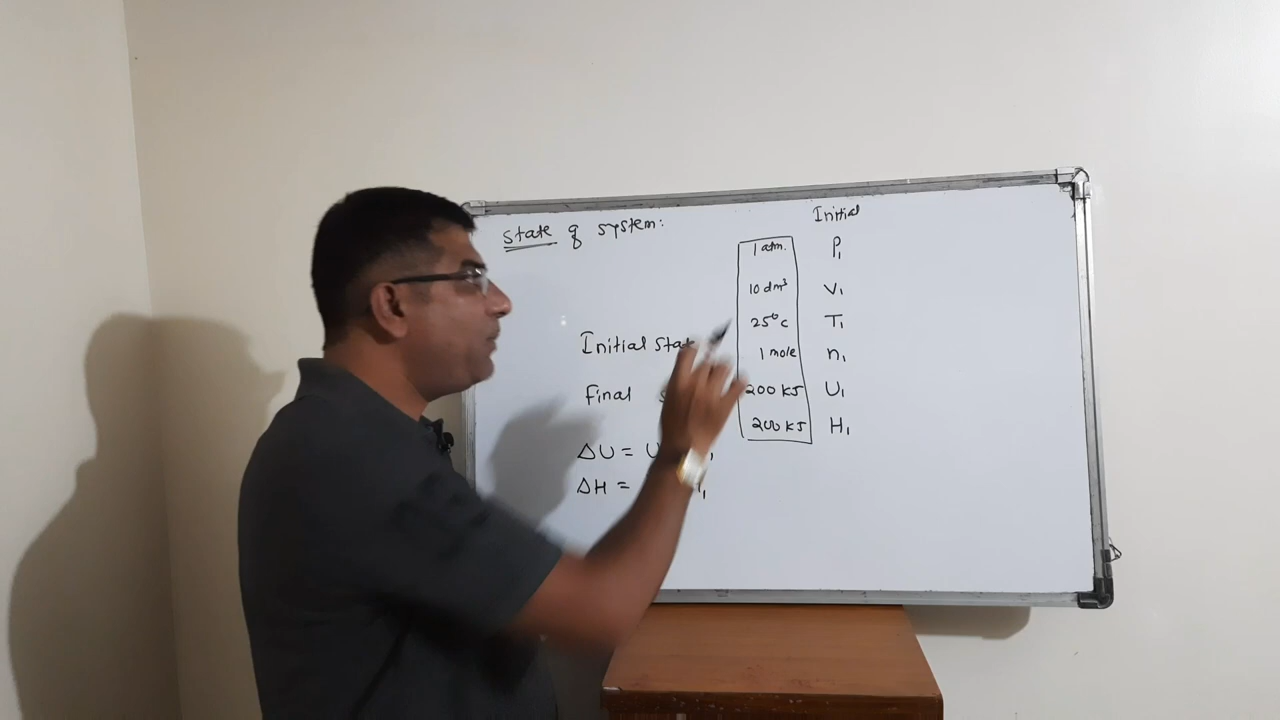 State of system:
Initial
1 atm. P₁
10 dm³ V₁
25°C T₁
Initial
1 mole n₁
Final
200 KJ U₁
200 KJ H₁
ΔU = U
ΔH =